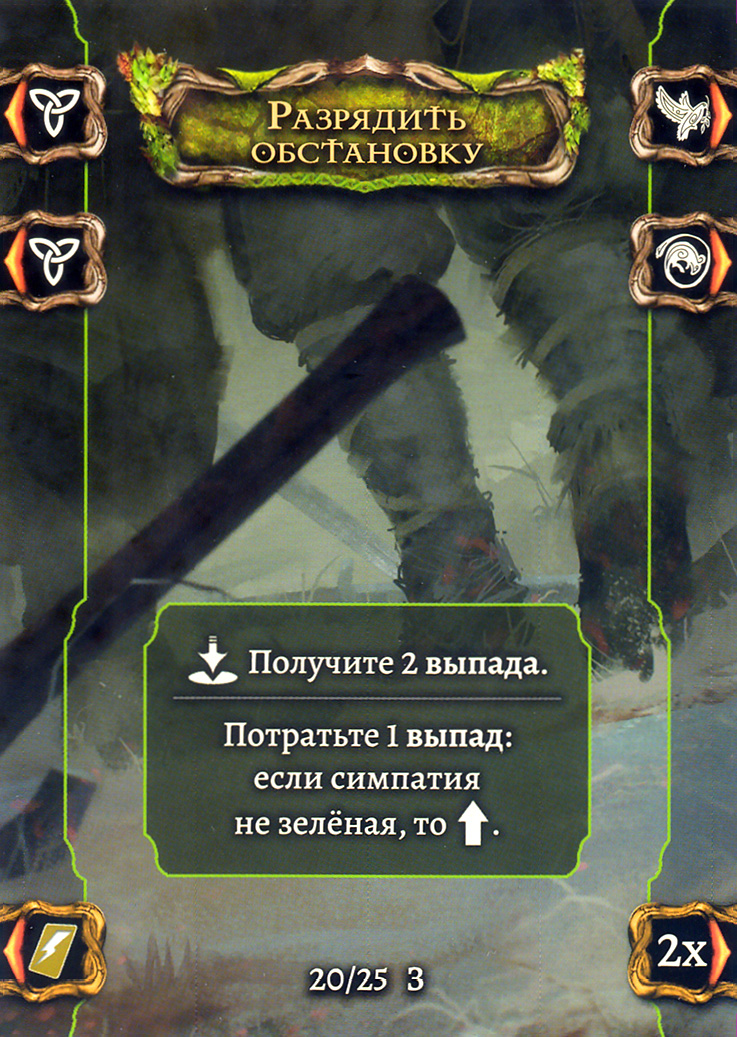 Разрядить
обстановку
Получите 2 выпада.
Потратьте 1 выпад:
если симпатия
не зелёная, то .
2x
20/25 3